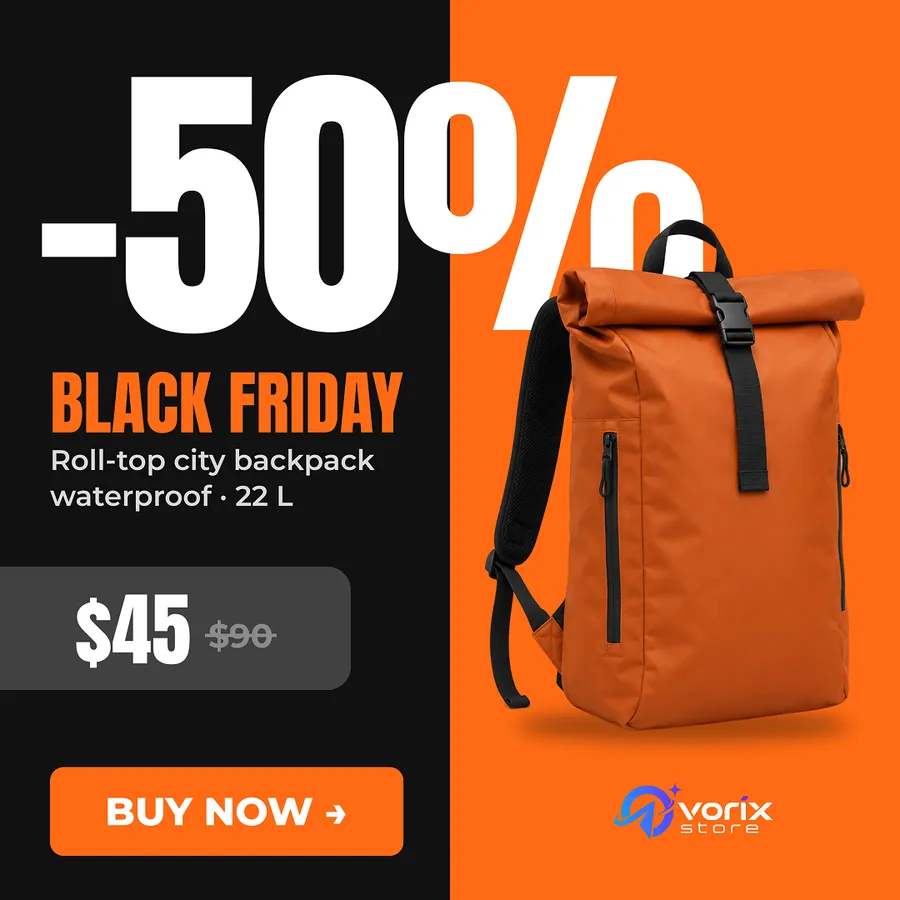 -50%
BLACK FRIDAY
Roll-top city backpack
waterproof · 22 L
$45 $90
BUY NOW →
vorix
store